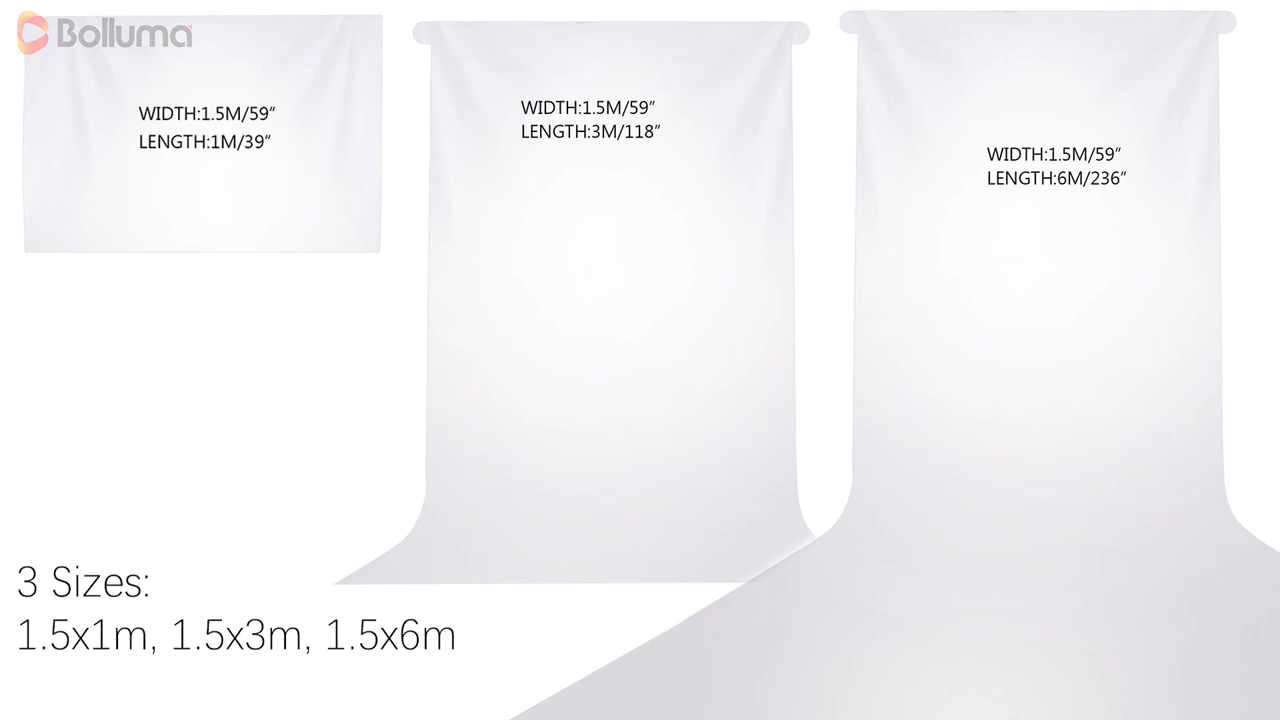 Bolluma
WIDTH:1.5M/59″
LENGTH:1M/39″
WIDTH:1.5M/59″
LENGTH:3M/118″
WIDTH:1.5M/59″
LENGTH:6M/236″
3 Sizes:
1.5x1m, 1.5x3m, 1.5x6m